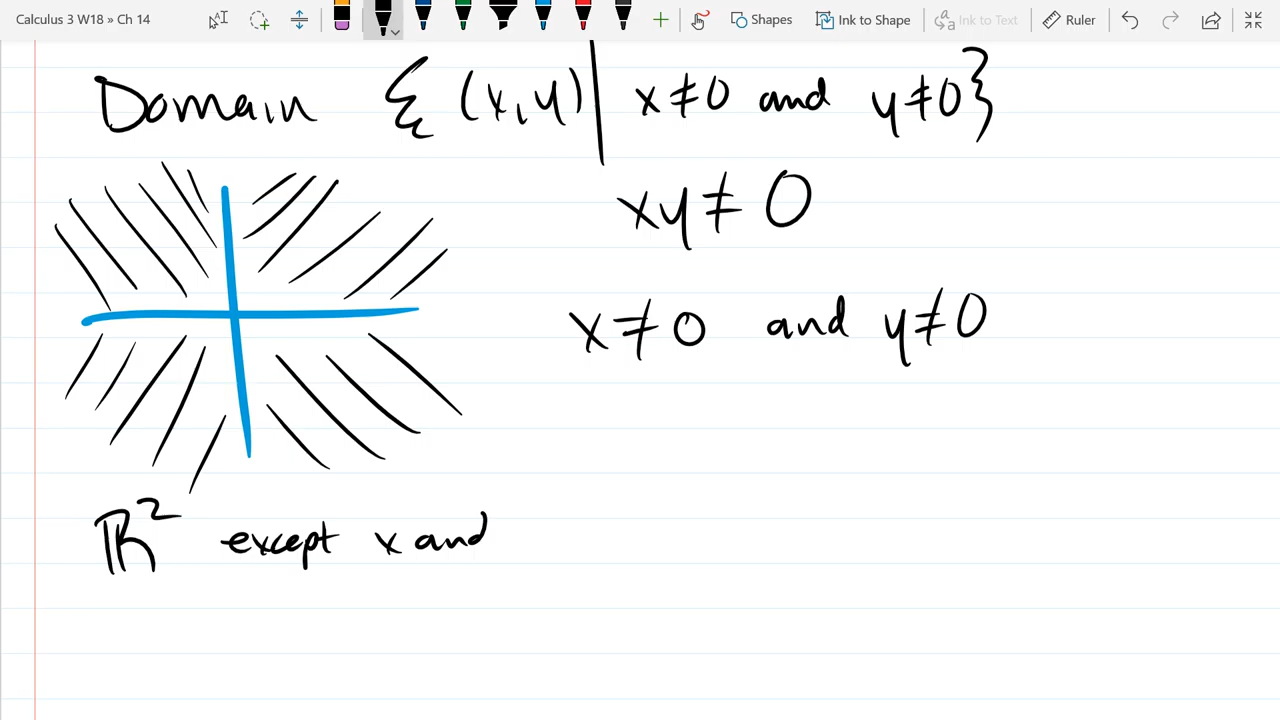 Calculus 3 W18 » Ch 14 Shapes Ink to Shape Ink to Text Ruler
Domain { (x,y) | x≠0 and y≠0}
xy≠0
x≠0 and y≠0
ℝ² except x and